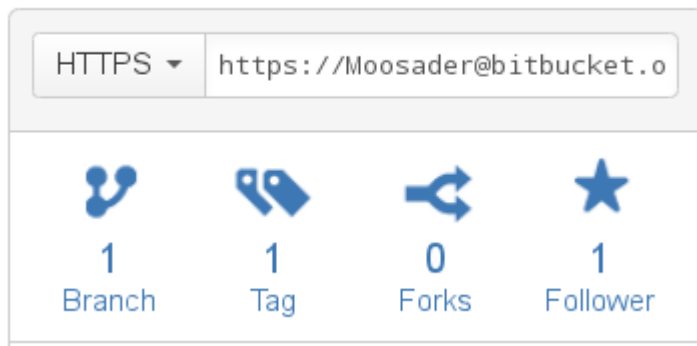 HTTPS https://Moosader@bitbucket.o
1 1 0 1
Branch Tag Forks Follower